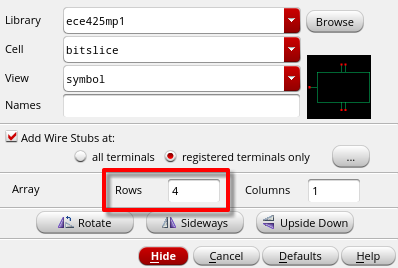 Library ece425mp1 Browse
Cell bitslice
View symbol
Names
Add Wire Stubs at:
all terminals registered terminals only ...
Array Rows 4 Columns 1
Rotate Sideways Upside Down
Hide Cancel Defaults Help